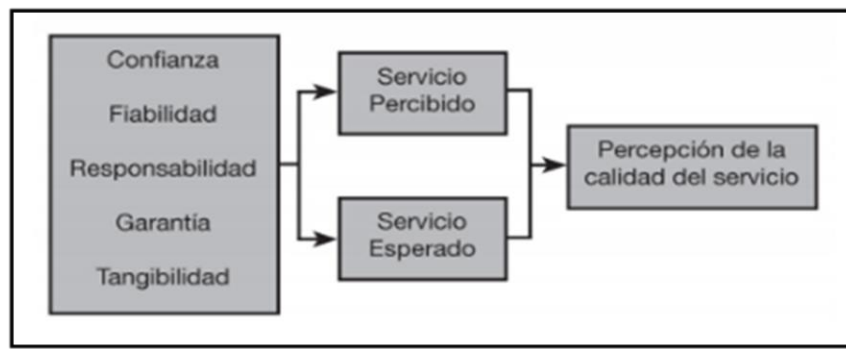 Confianza
Fiabilidad
Responsabilidad
Garantía
Tangibilidad
Servicio
Percibido
Servicio
Esperado
Percepción de la
calidad del servicio